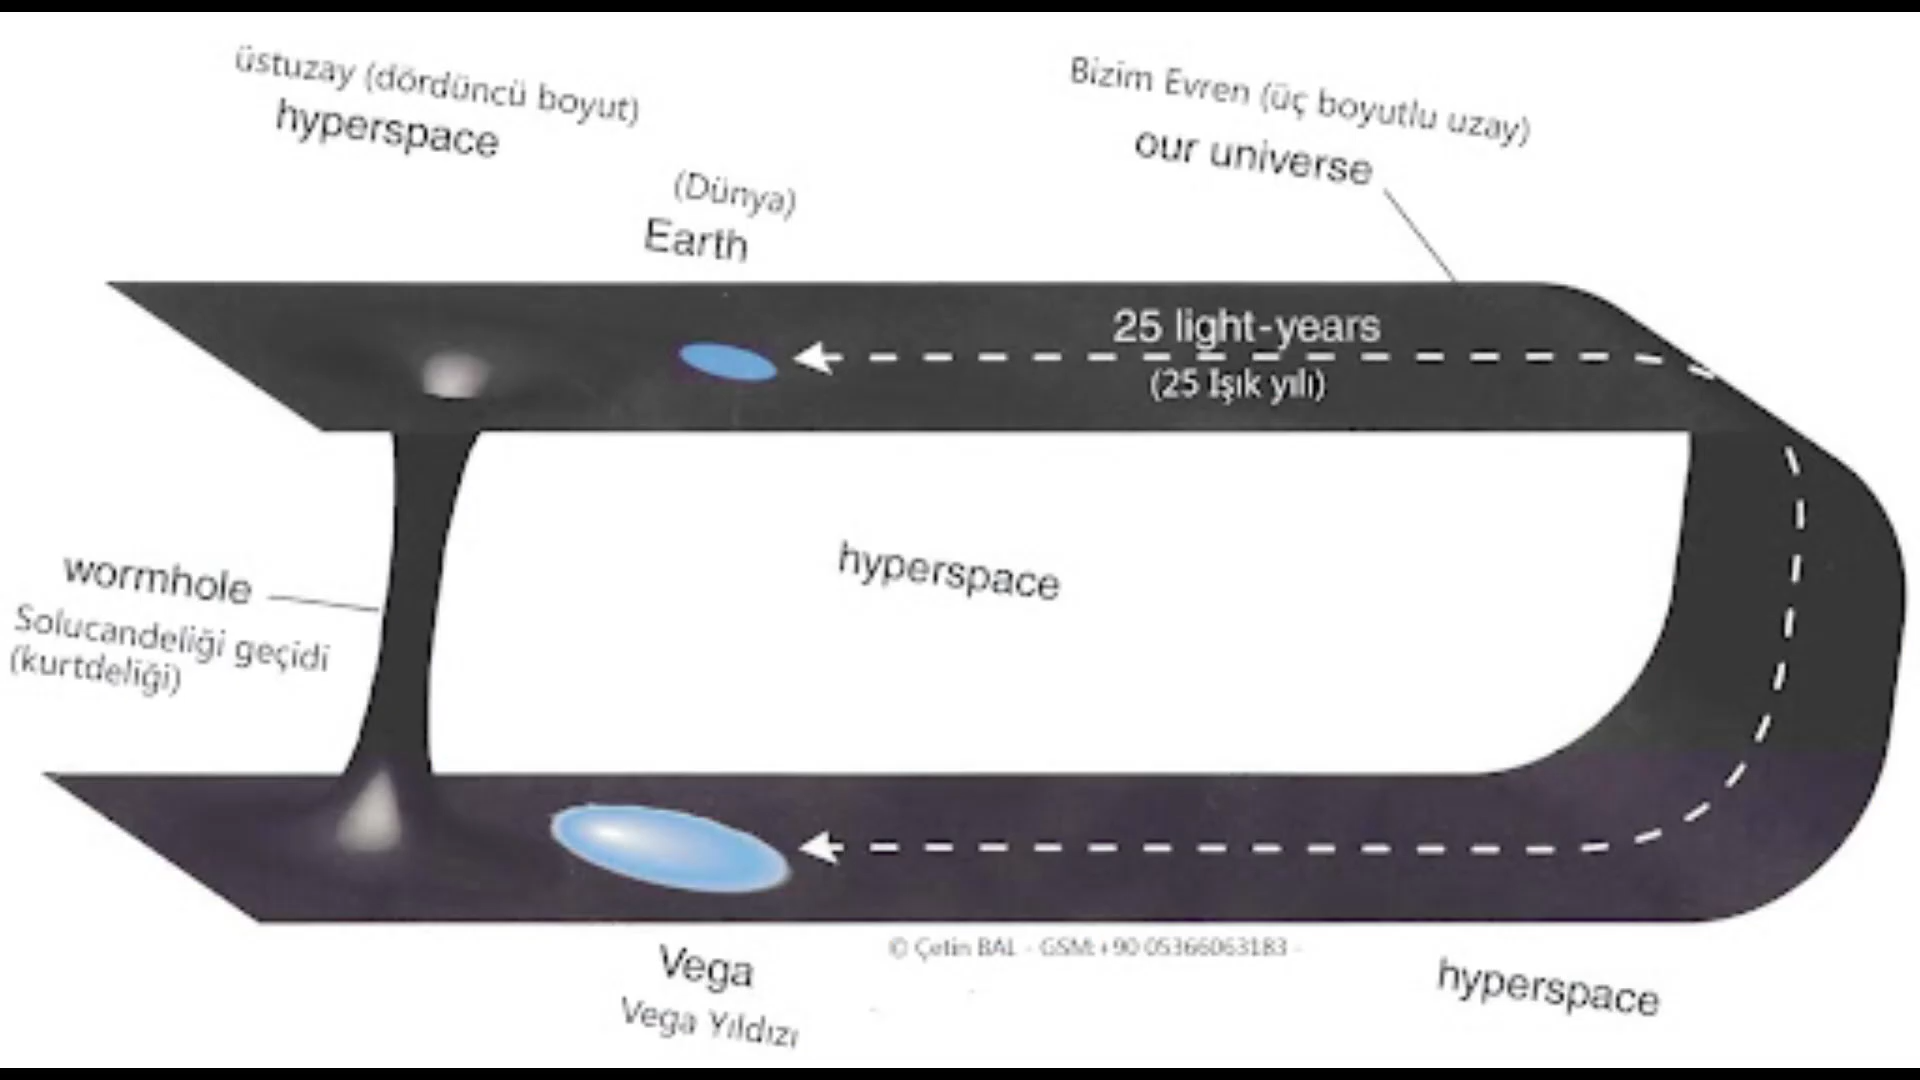 üstuzay (dördüncü boyut)
hyperspace
Bizim Evren (üç boyutlu uzay)
our universe
(Dünya)
Earth
25 light-years
(25 Işık yılı)
hyperspace
wormhole
Solucandeliği geçidi
(kurtdeliği)
© Çetin BAL - GSM:+90 05366063183 -
Vega
Vega Yıldızı
hyperspace